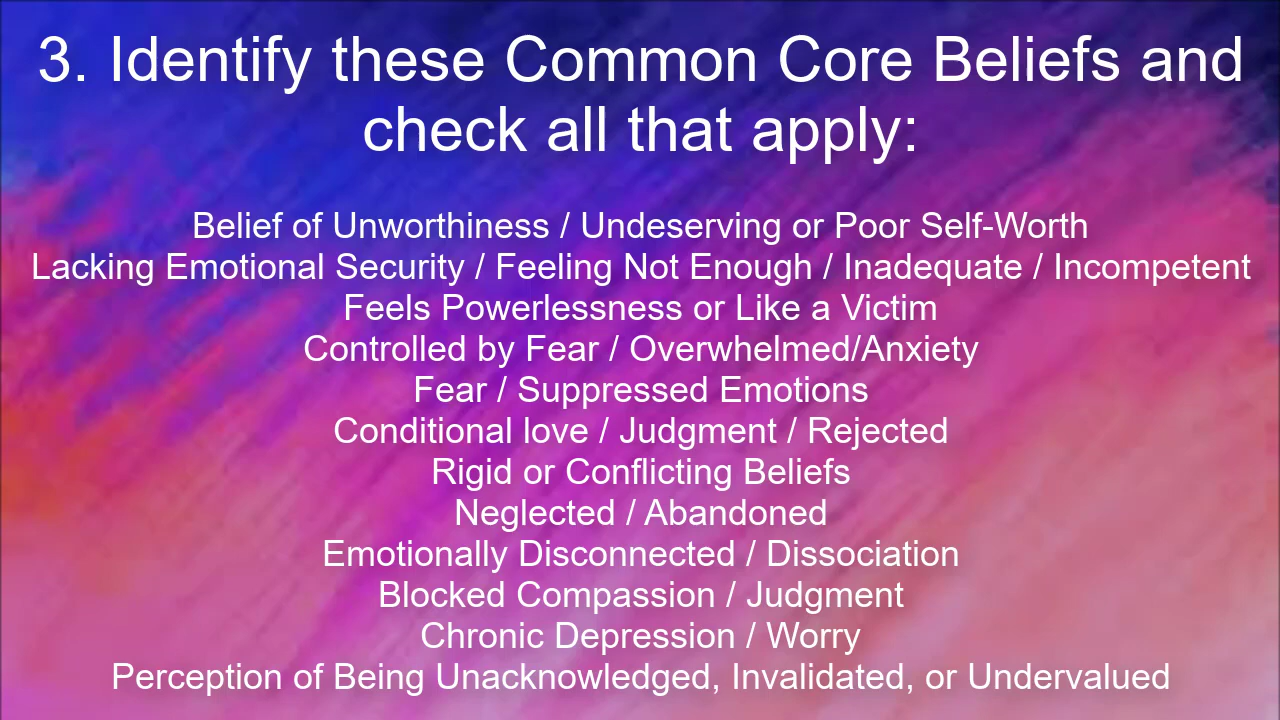 3. Identify these Common Core Beliefs and
check all that apply:
Belief of Unworthiness / Undeserving or Poor Self-Worth
Lacking Emotional Security / Feeling Not Enough / Inadequate / Incompetent
Feels Powerlessness or Like a Victim
Controlled by Fear / Overwhelmed/Anxiety
Fear / Suppressed Emotions
Conditional love / Judgment / Rejected
Rigid or Conflicting Beliefs
Neglected / Abandoned
Emotionally Disconnected / Dissociation
Blocked Compassion / Judgment
Chronic Depression / Worry
Perception of Being Unacknowledged, Invalidated, or Undervalued